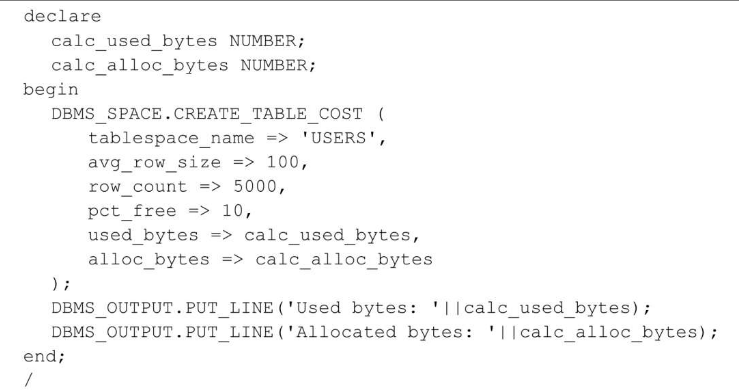 declare
calc_used_bytes NUMBER;
calc_alloc_bytes NUMBER;
begin
DBMS_SPACE.CREATE_TABLE_COST (
tablespace_name => 'USERS',
avg_row_size => 100,
row_count => 5000,
pct_free => 10,
used_bytes => calc_used_bytes,
alloc_bytes => calc_alloc_bytes
);
DBMS_OUTPUT.PUT_LINE('Used bytes: '||calc_used_bytes);
DBMS_OUTPUT.PUT_LINE('Allocated bytes: '||calc_alloc_bytes);
end;
/